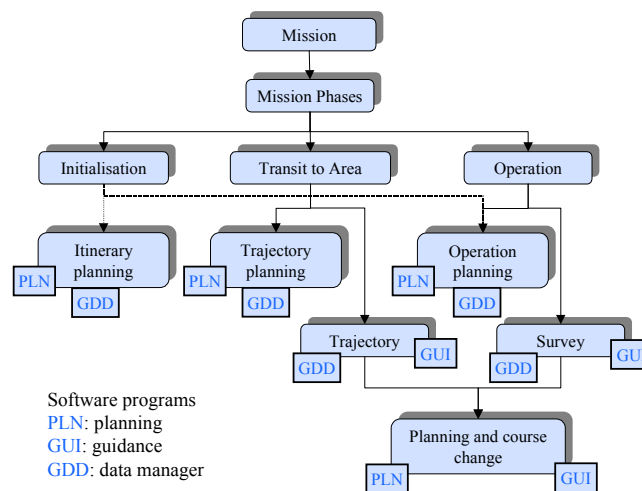 Mission
Mission Phases
Initialisation
Transit to Area
Operation
Itinerary
planning
PLN
GDD
Trajectory
planning
PLN
GDD
Operation
planning
PLN
GDD
Trajectory
GDD
GUI
Survey
GDD
GUI
Planning and course
change
PLN
GUI
Software programs
PLN: planning
GUI: guidance
GDD: data manager